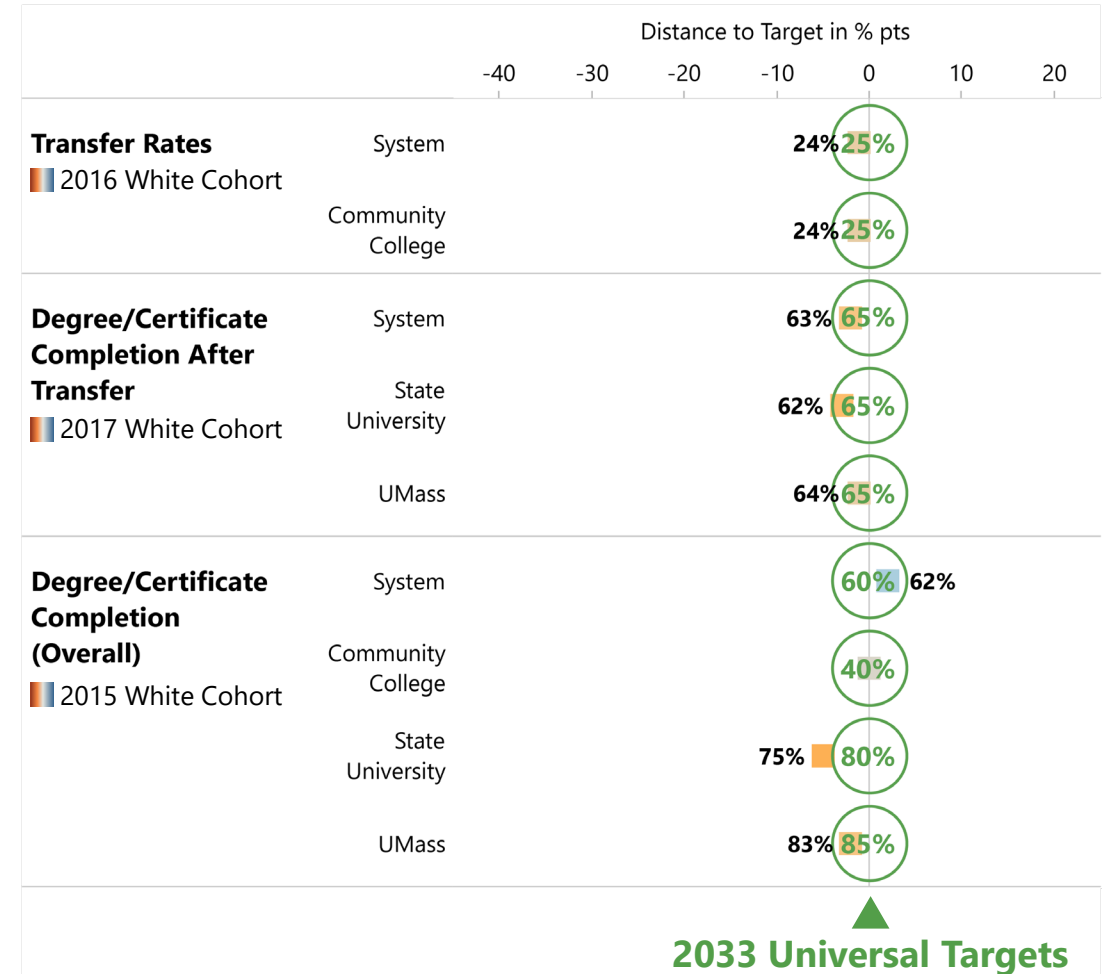 Distance to Target in % pts
-40 -30 -20 -10 0 10 20
Transfer Rates
2016 White Cohort
System
24% 25%
Community
College
24% 25%
Degree/Certificate
Completion After
Transfer
2017 White Cohort
System
63% 65%
State
University
62% 65%
UMass
64% 65%
Degree/Certificate
Completion
(Overall)
2015 White Cohort
System
60% 62%
Community
College
40%
State
University
75% 80%
UMass
83% 85%
2033 Universal Targets